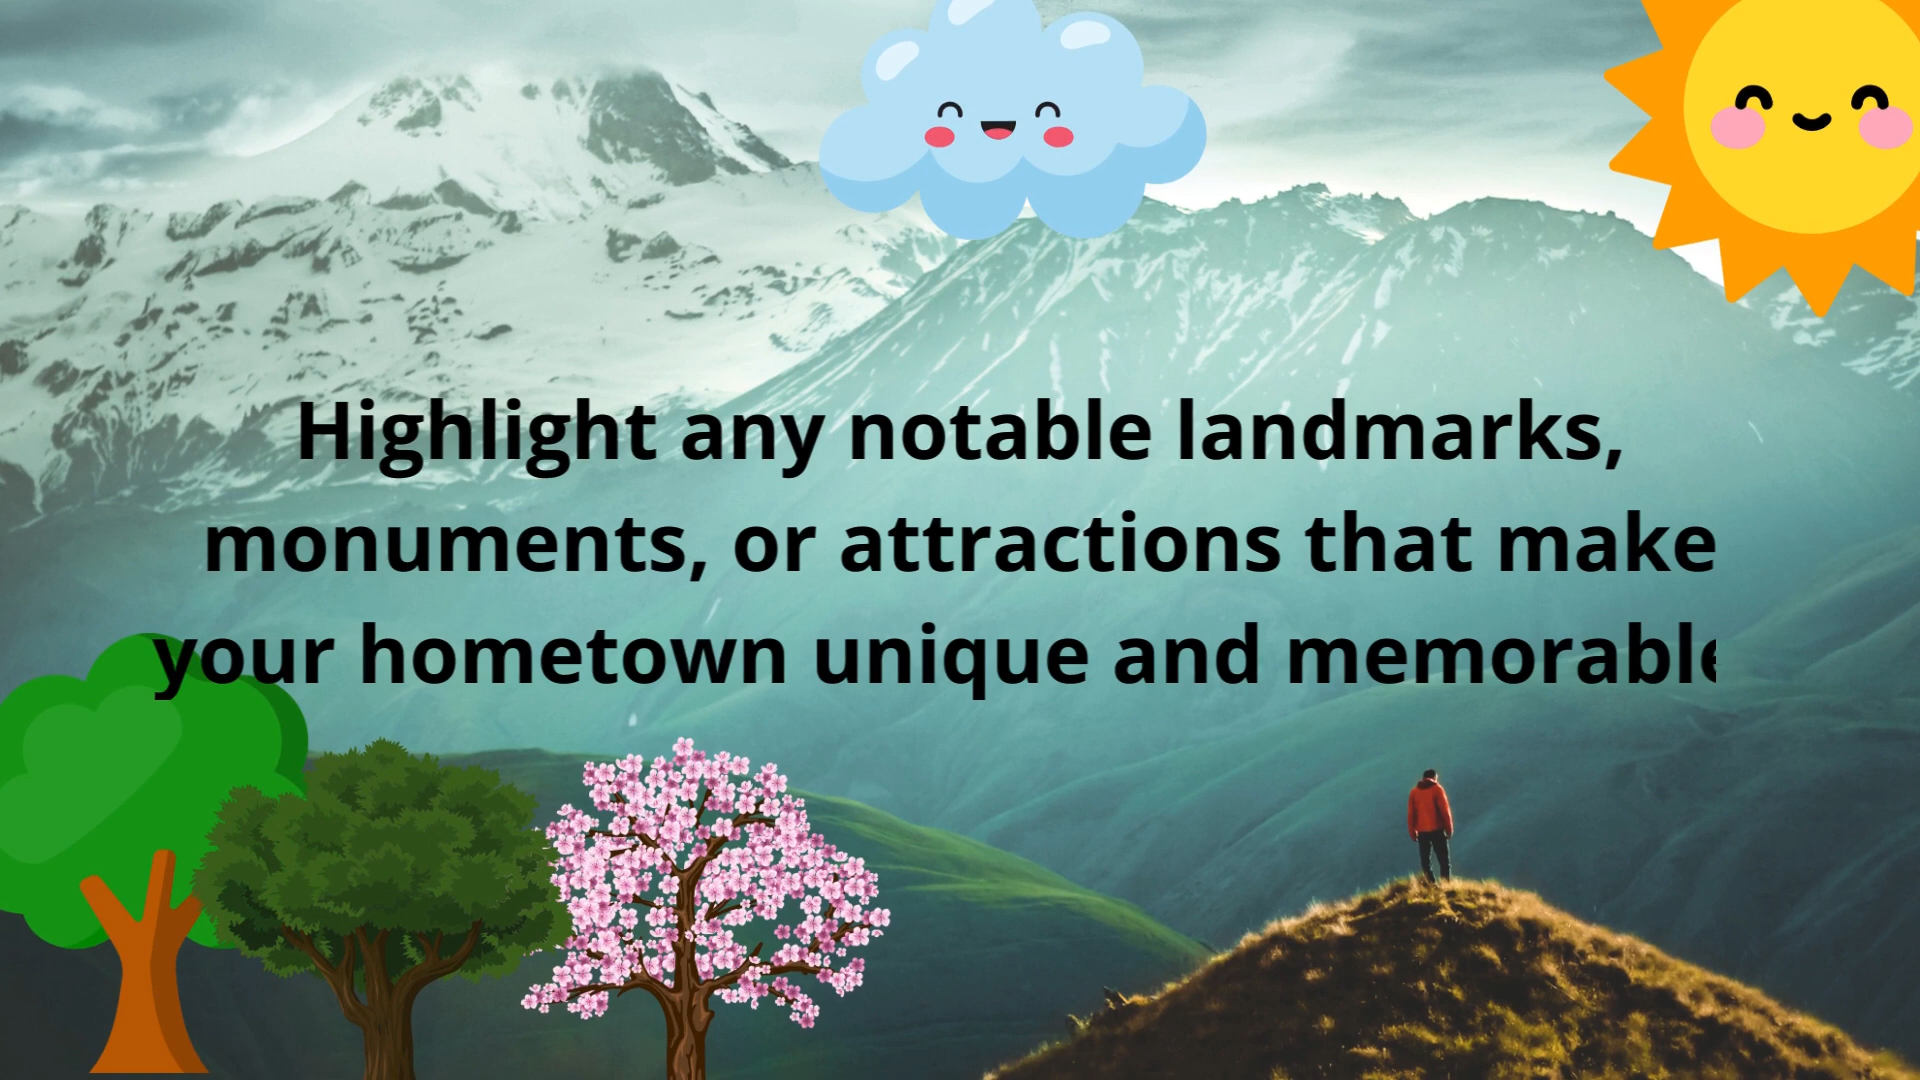 Highlight any notable landmarks,
monuments, or attractions that make
your hometown unique and memorable